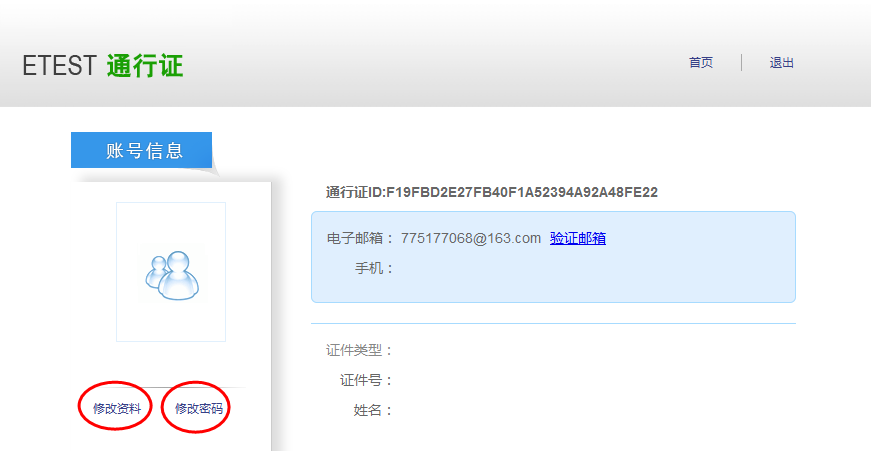 ETEST 通行证
首页 退出
账号信息
通行证ID:F19FBD2E27FB40F1A52394A92A48FE22
电子邮箱： 775177068@163.com 验证邮箱
手机：
证件类型：
证件号：
姓名：
修改资料 修改密码